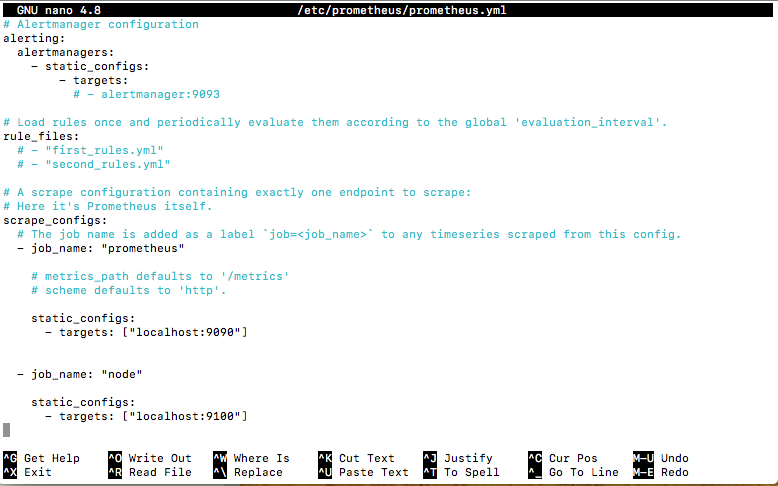 GNU nano 4.8 /etc/prometheus/prometheus.yml
# Alertmanager configuration
alerting:
  alertmanagers:
    - static_configs:
        - targets:
          # - alertmanager:9093

# Load rules once and periodically evaluate them according to the global 'evaluation_interval'.
rule_files:
  # - "first_rules.yml"
  # - "second_rules.yml"

# A scrape configuration containing exactly one endpoint to scrape:
# Here it's Prometheus itself.
scrape_configs:
  # The job name is added as a label `job=<job_name>` to any timeseries scraped from this config.
  - job_name: "prometheus"

    # metrics_path defaults to '/metrics'
    # scheme defaults to 'http'.

    static_configs:
      - targets: ["localhost:9090"]


  - job_name: "node"

    static_configs:
      - targets: ["localhost:9100"]

^G Get Help ^O Write Out ^W Where Is ^K Cut Text ^J Justify ^C Cur Pos M-U Undo
^X Exit ^R Read File ^\ Replace ^U Paste Text ^T To Spell ^_ Go To Line M-E Redo